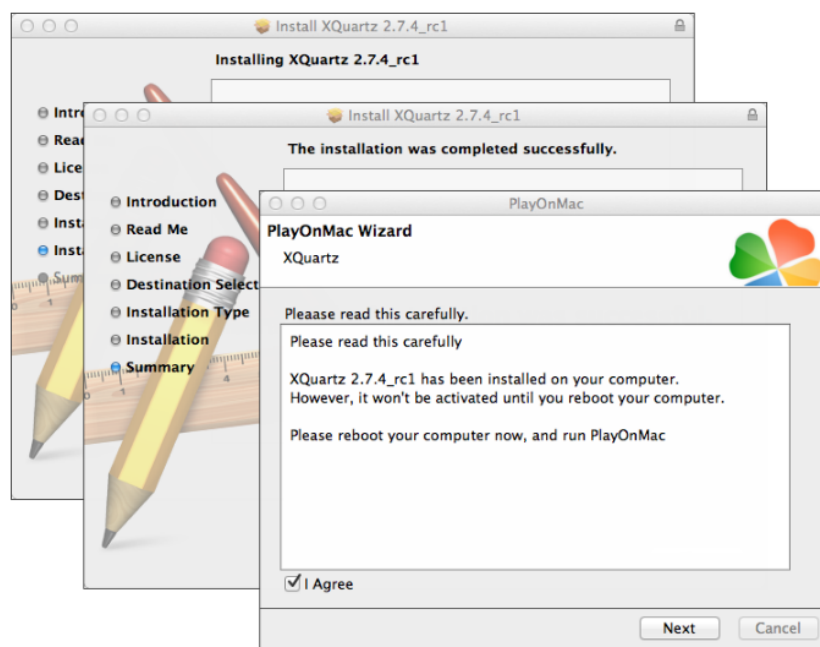 Install XQuartz 2.7.4_rc1
Installing XQuartz 2.7.4_rc1
Install XQuartz 2.7.4_rc1
The installation was completed successfully.
Introduction
Read Me
License
Destination Select
Installation Type
Installation
Summary
PlayOnMac
PlayOnMac Wizard
XQuartz
Pleaase read this carefully.
Please read this carefully
XQuartz 2.7.4_rc1 has been installed on your computer.
However, it won't be activated until you reboot your computer.
Please reboot your computer now, and run PlayOnMac
I Agree
Next Cancel